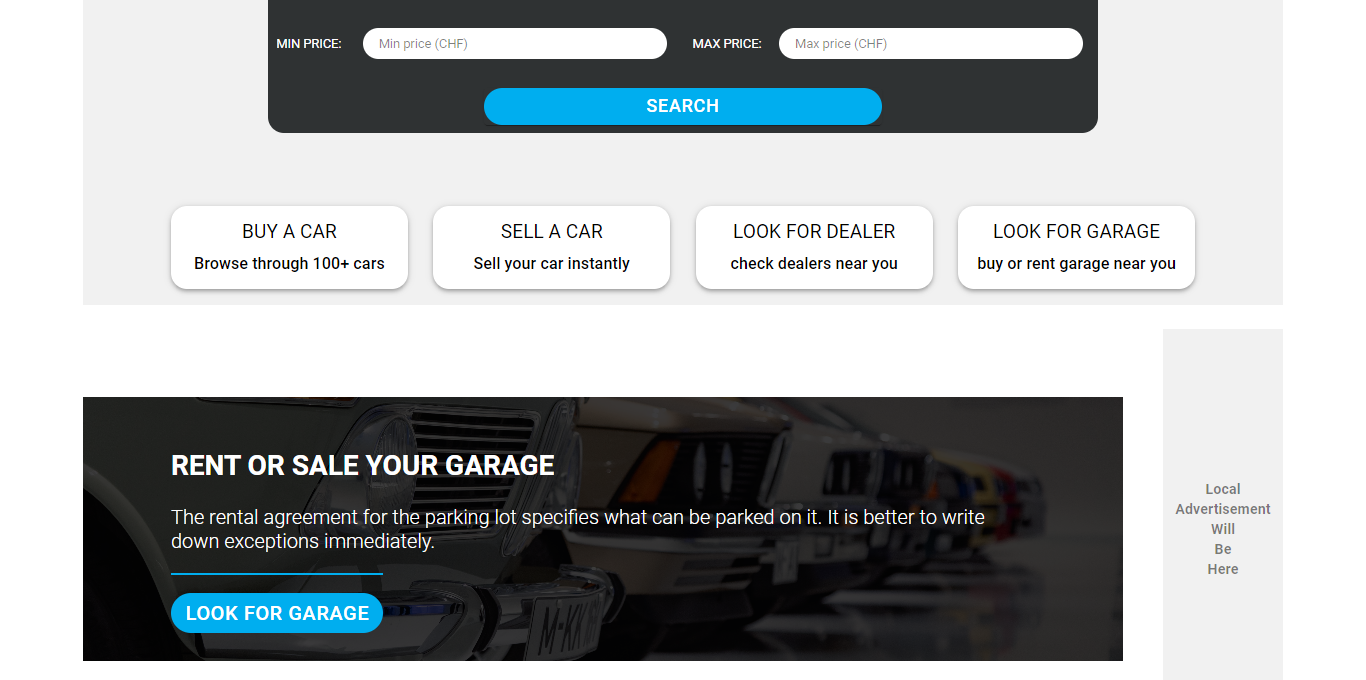 MIN PRICE: Min price (CHF) MAX PRICE: Max price (CHF)
SEARCH
BUY A CAR
Browse through 100+ cars
SELL A CAR
Sell your car instantly
LOOK FOR DEALER
check dealers near you
LOOK FOR GARAGE
buy or rent garage near you
RENT OR SALE YOUR GARAGE
The rental agreement for the parking lot specifies what can be parked on it. It is better to write
down exceptions immediately.
LOOK FOR GARAGE
Local
Advertisement
Will
Be
Here